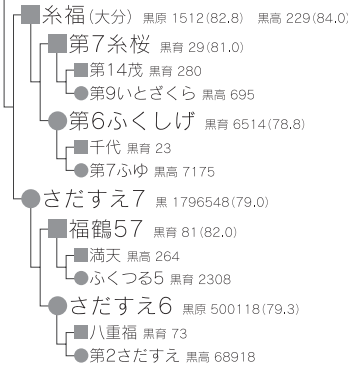 糸福(大分) 黒原 1512(82.8) 黒高 229(84.0)
第7糸桜 黒育 29(81.0)
第14茂 黒育 280
第9いとざくら 黒高 695
第6ふくしげ 黒育 6514(78.8)
千代 黒育 23
第7ふゆ 黒高 7175
さだすえ7 黒 1796548(79.0)
福鶴57 黒育 81(82.0)
満天 黒高 264
ふくつる5 黒育 2308
さだすえ6 黒原 500118(79.3)
八重福 黒育 73
第2さだすえ 黒高 68918